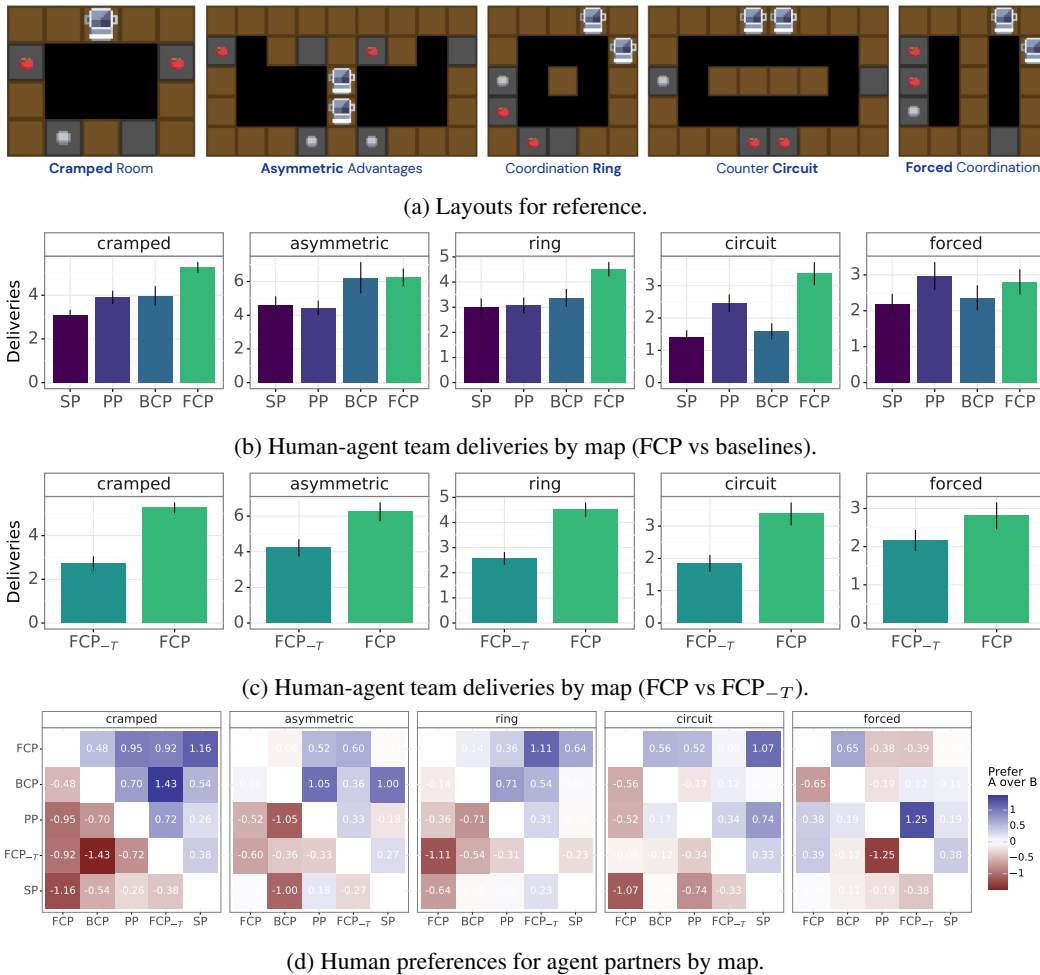 Cramped Room Asymmetric Advantages Coordination Ring Counter Circuit Forced Coordination
(a) Layouts for reference.
cramped asymmetric ring circuit forced
Deliveries
4
2
0
6
4
2
0
5
4
3
2
1
0
3
2
1
0
3
2
1
0
SP PP BCP FCP SP PP BCP FCP SP PP BCP FCP SP PP BCP FCP SP PP BCP FCP
(b) Human-agent team deliveries by map (FCP vs baselines).
cramped asymmetric ring circuit forced
Deliveries
4
2
0
6
4
2
0
5
4
3
2
1
0
3
2
1
0
3
2
1
0
FCP−T FCP FCP−T FCP FCP−T FCP FCP−T FCP FCP−T FCP
(c) Human-agent team deliveries by map (FCP vs FCP−T).
cramped asymmetric ring circuit forced
FCP 0.48 0.95 0.92 1.16 0.52 0.60 0.14 0.36 1.11 0.64 0.56 0.52 1.07 0.65 -0.38 -0.39
BCP -0.48 0.70 1.43 0.54 1.05 0.36 1.00 -0.14 0.71 0.54 -0.56 -0.17 0.12 -0.65 -0.19 0.12 0.11
PP -0.95 -0.70 0.72 0.26 -0.52 -1.05 0.33 -0.18 -0.36 -0.71 0.31 -0.52 0.17 0.34 0.74 0.38 0.19 1.25 0.19
FCP−T -0.92 -1.43 -0.72 0.38 -0.60 -0.36 -0.33 0.27 -1.11 -0.54 -0.31 -0.23 -0.34 0.33 0.39 -1.25 0.38
SP -1.16 -0.54 -0.26 -0.38 -1.00 0.18 -0.27 -0.64 0.23 -1.07 -0.74 -0.33 -0.11 -0.19 -0.38
FCP BCP PP FCP−T SP FCP BCP PP FCP−T SP FCP BCP PP FCP−T SP FCP BCP PP FCP−T SP FCP BCP PP FCP−T SP
Prefer
A over B
1
0.5
0
−0.5
−1
(d) Human preferences for agent partners by map.